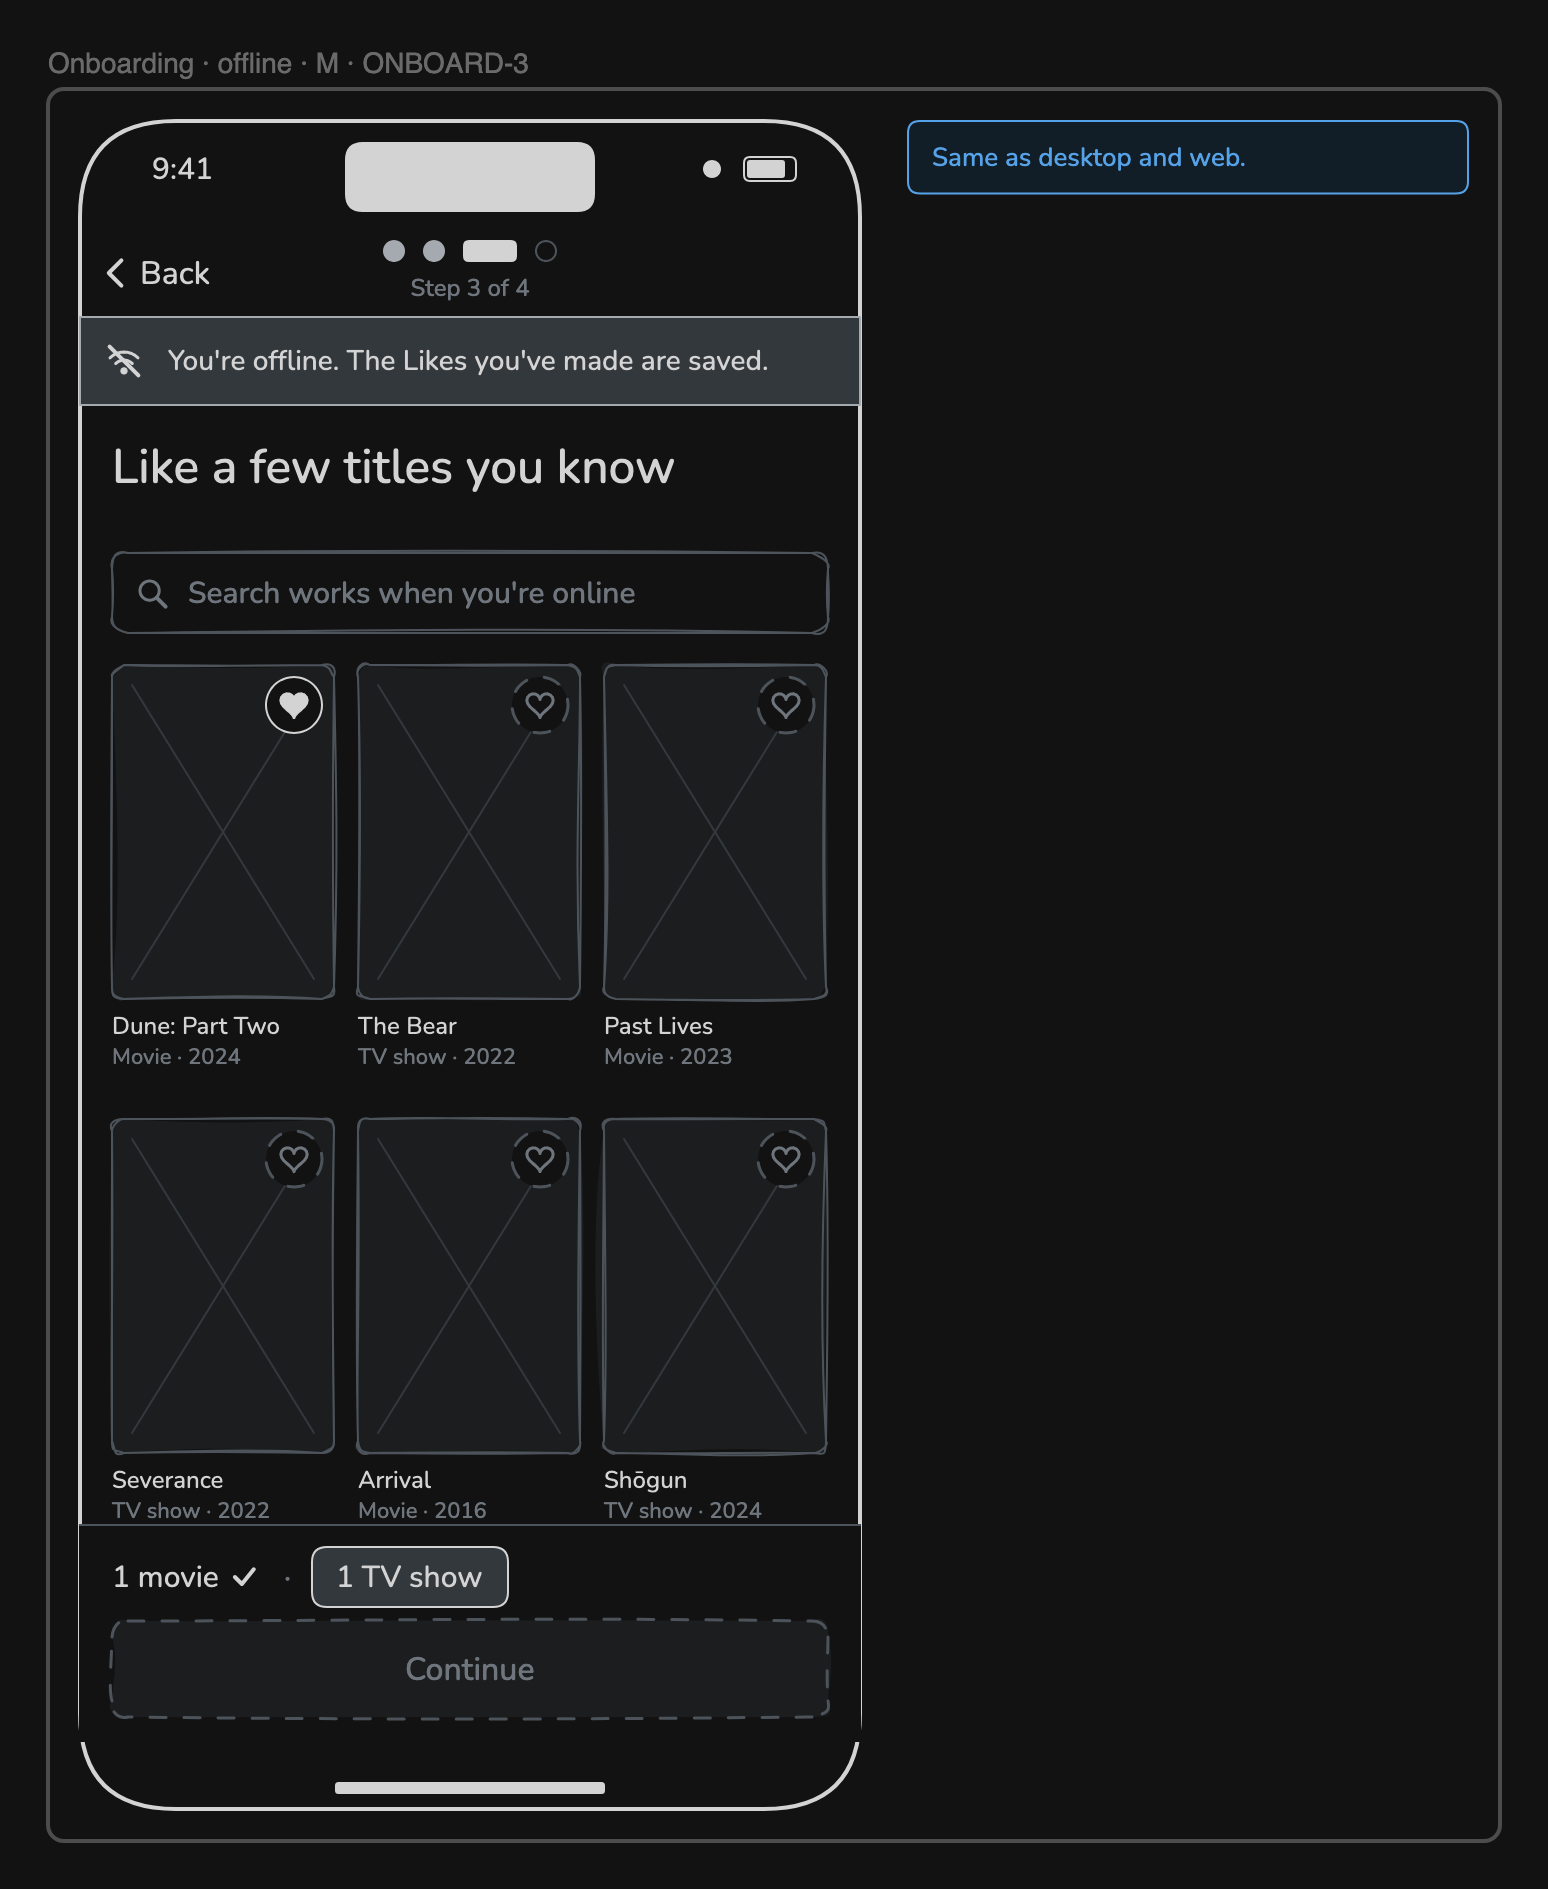 Onboarding · offline · M · ONBOARD-3
9:41
Same as desktop and web.
Back
Step 3 of 4
You're offline. The Likes you've made are saved.
Like a few titles you know
Search works when you're online
Dune: Part Two
Movie · 2024
The Bear
TV show · 2022
Past Lives
Movie · 2023
Severance
TV show · 2022
Arrival
Movie · 2016
Shōgun
TV show · 2024
1 movie ✓ · 1 TV show
Continue